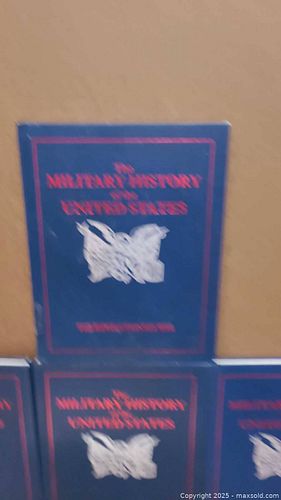 The
MILITARY HISTORY
of the
UNITED STATES
The
MILITARY HISTORY
of the
UNITED STATES
Copyright © 2025 - maxsold.com